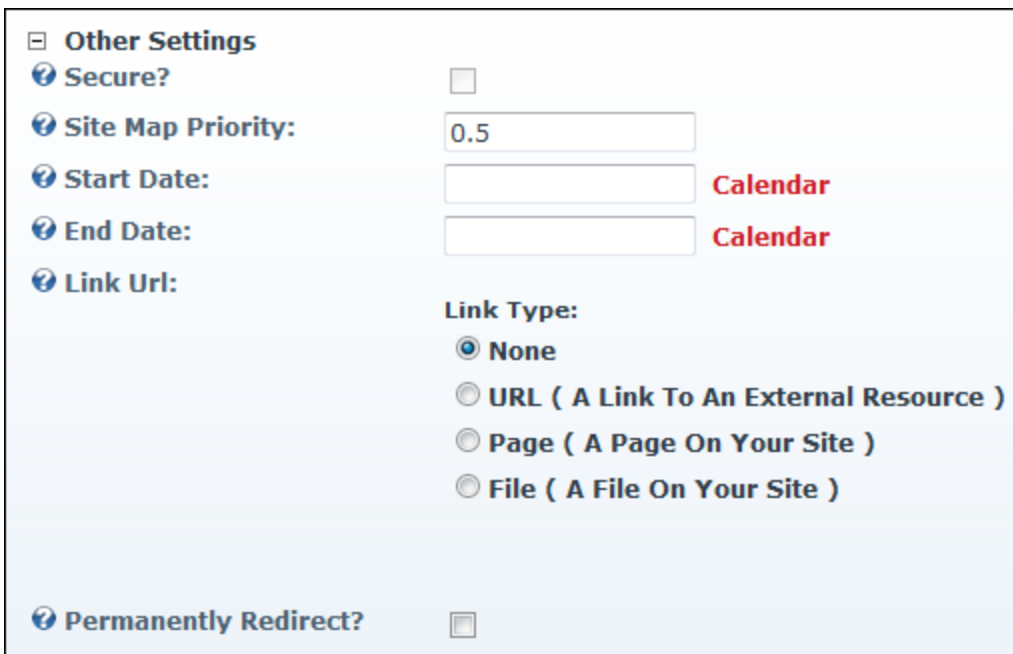 Other Settings
Secure?
Site Map Priority: 0.5
Start Date: Calendar
End Date: Calendar
Link Url:
Link Type:
None
URL ( A Link To An External Resource )
Page ( A Page On Your Site )
File ( A File On Your Site )
Permanently Redirect?